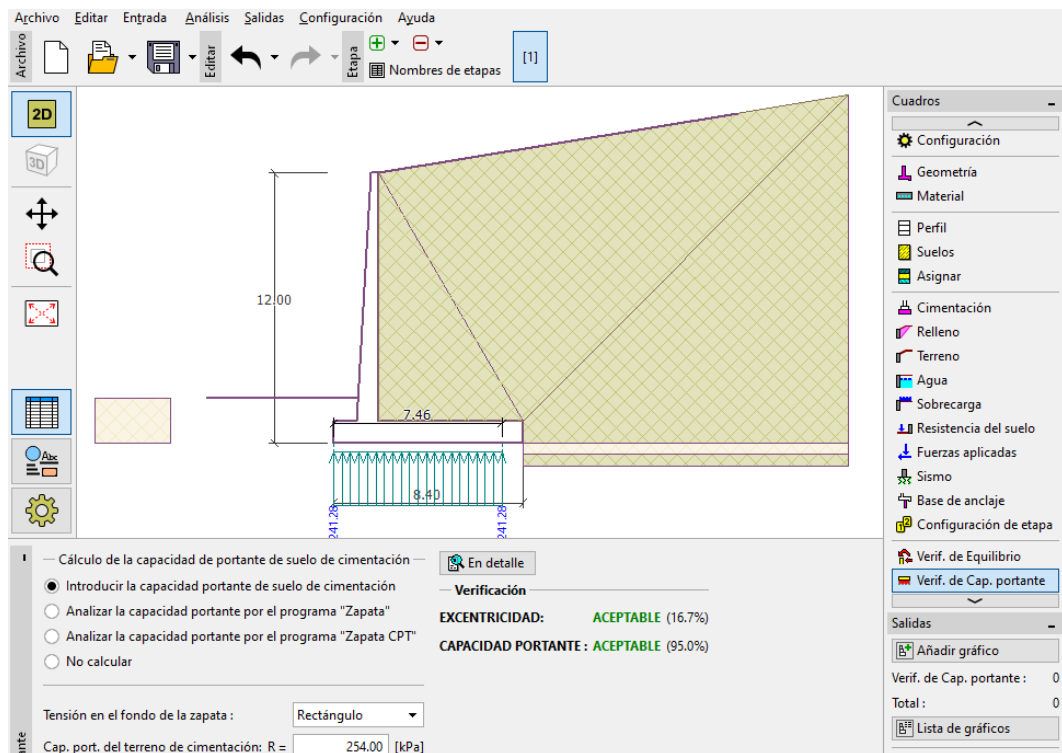 Archivo Editar Entrada Análisis Salidas Configuración Ayuda
Archivo
Editar
Etapa
Nombres de etapas
[1]
2D
3D
Abc
12.00
7.46
8.40
241.28
241.28
Cuadros
Configuración
Geometría
Material
Perfil
Suelos
Asignar
Cimentación
Relleno
Terreno
Agua
Sobrecarga
Resistencia del suelo
Fuerzas aplicadas
Sismo
Base de anclaje
Configuración de etapa
Verif. de Equilibrio
Verif. de Cap. portante
Salidas
Añadir gráfico
Verif. de Cap. portante : 0
Total : 0
Lista de gráficos
Cálculo de la capacidad de portante de suelo de cimentación
Introducir la capacidad portante de suelo de cimentación
Analizar la capacidad portante por el programa "Zapata"
Analizar la capacidad portante por el programa "Zapata CPT"
No calcular
Tensión en el fondo de la zapata : Rectángulo
Cap. port. del terreno de cimentación: R = 254.00 [kPa]
En detalle
Verificación
EXCENTRICIDAD: ACEPTABLE (16.7%)
CAPACIDAD PORTANTE : ACEPTABLE (95.0%)